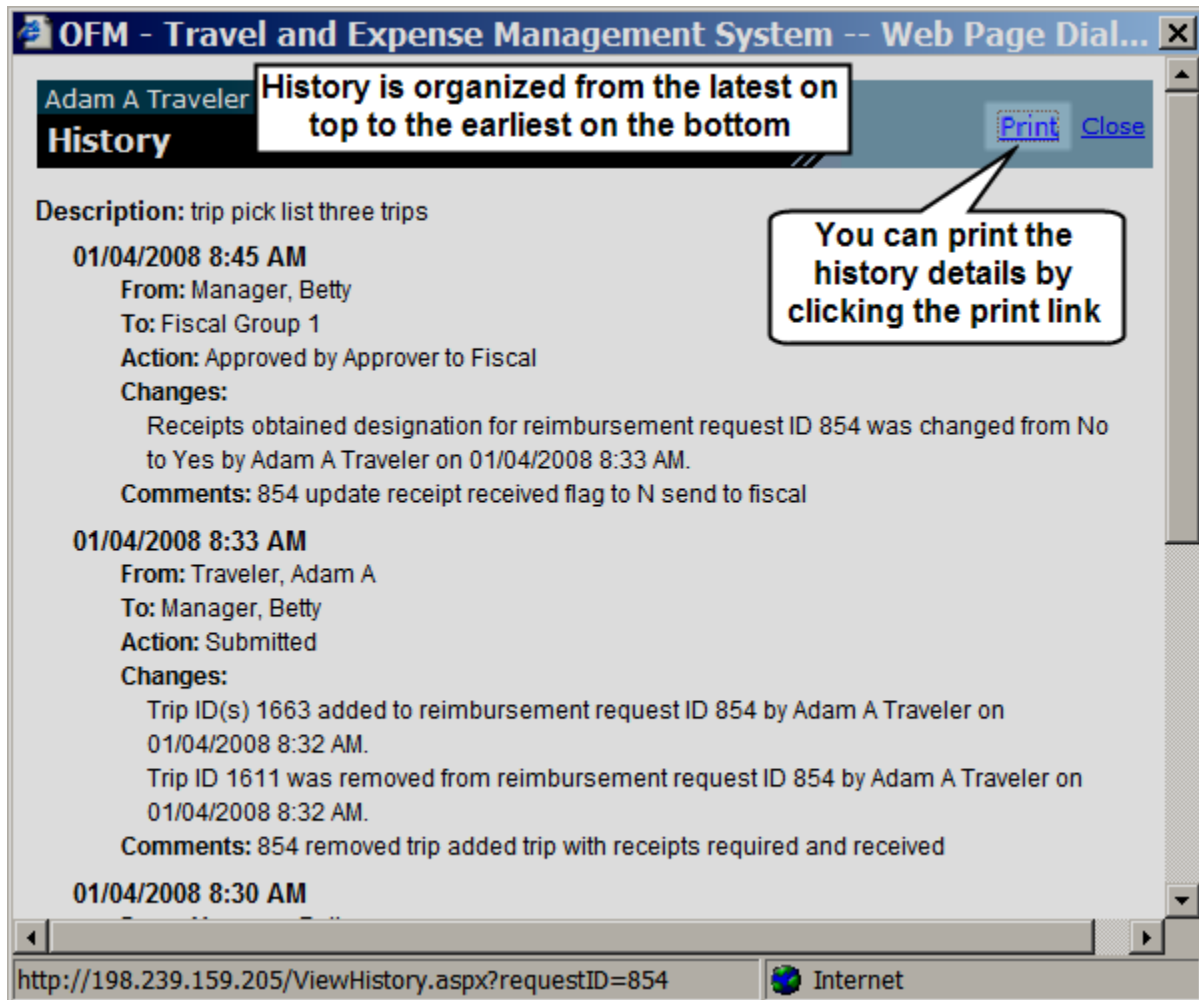 OFM - Travel and Expense Management System -- Web Page Dial...
Adam A Traveler
History
History is organized from the latest on
top to the earliest on the bottom
Print Close
Description: trip pick list three trips
You can print the
history details by
clicking the print link
01/04/2008 8:45 AM
From: Manager, Betty
To: Fiscal Group 1
Action: Approved by Approver to Fiscal
Changes:
Receipts obtained designation for reimbursement request ID 854 was changed from No
to Yes by Adam A Traveler on 01/04/2008 8:33 AM.
Comments: 854 update receipt received flag to N send to fiscal
01/04/2008 8:33 AM
From: Traveler, Adam A
To: Manager, Betty
Action: Submitted
Changes:
Trip ID(s) 1663 added to reimbursement request ID 854 by Adam A Traveler on
01/04/2008 8:32 AM.
Trip ID 1611 was removed from reimbursement request ID 854 by Adam A Traveler on
01/04/2008 8:32 AM.
Comments: 854 removed trip added trip with receipts required and received
01/04/2008 8:30 AM
http://198.239.159.205/ViewHistory.aspx?requestID=854
Internet